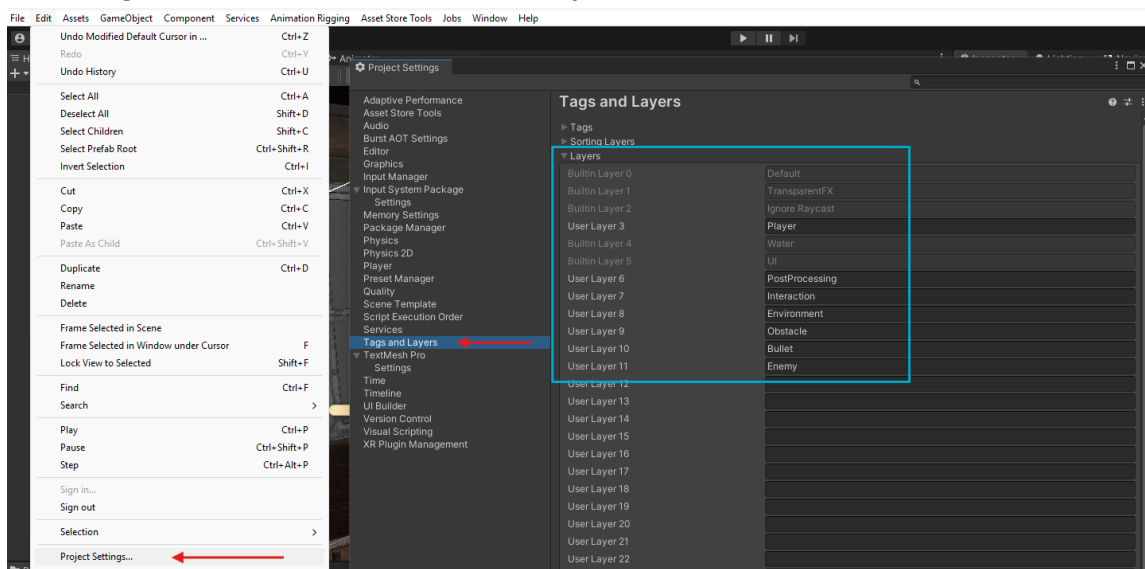 File Edit Assets GameObject Component Services Animation Rigging Asset Store Tools Jobs Window Help
Undo Modified Default Cursor in ... Ctrl+Z
Redo Ctrl+Y
Undo History Ctrl+U
Select All Ctrl+A
Deselect All Shift+D
Select Children Shift+C
Select Prefab Root Ctrl+Shift+R
Invert Selection Ctrl+I
Cut Ctrl+X
Copy Ctrl+C
Paste Ctrl+V
Paste As Child Ctrl+Shift+V
Duplicate Ctrl+D
Rename
Delete
Frame Selected in Scene
Frame Selected in Window under Cursor F
Lock View to Selected Shift+F
Find Ctrl+F
Search
Play Ctrl+P
Pause Ctrl+Shift+P
Step Ctrl+Alt+P
Sign in...
Sign out
Selection
Project Settings...
Project Settings
Adaptive Performance
Asset Store Tools
Audio
Burst AOT Settings
Editor
Graphics
Input Manager
Input System Package
Settings
Memory Settings
Package Manager
Physics
Physics 2D
Player
Preset Manager
Quality
Scene Template
Script Execution Order
Services
Tags and Layers
TextMesh Pro
Settings
Time
Timeline
UI Builder
Version Control
Visual Scripting
XR Plugin Management
Tags and Layers
Tags
Sorting Layers
Layers
Builtin Layer 0 Default
Builtin Layer 1 TransparentFX
Builtin Layer 2 Ignore Raycast
User Layer 3 Player
Builtin Layer 4 Water
Builtin Layer 5 UI
User Layer 6 PostProcessing
User Layer 7 Interaction
User Layer 8 Environment
User Layer 9 Obstacle
User Layer 10 Bullet
User Layer 11 Enemy
User Layer 12
User Layer 13
User Layer 14
User Layer 15
User Layer 16
User Layer 17
User Layer 18
User Layer 19
User Layer 20
User Layer 21
User Layer 22